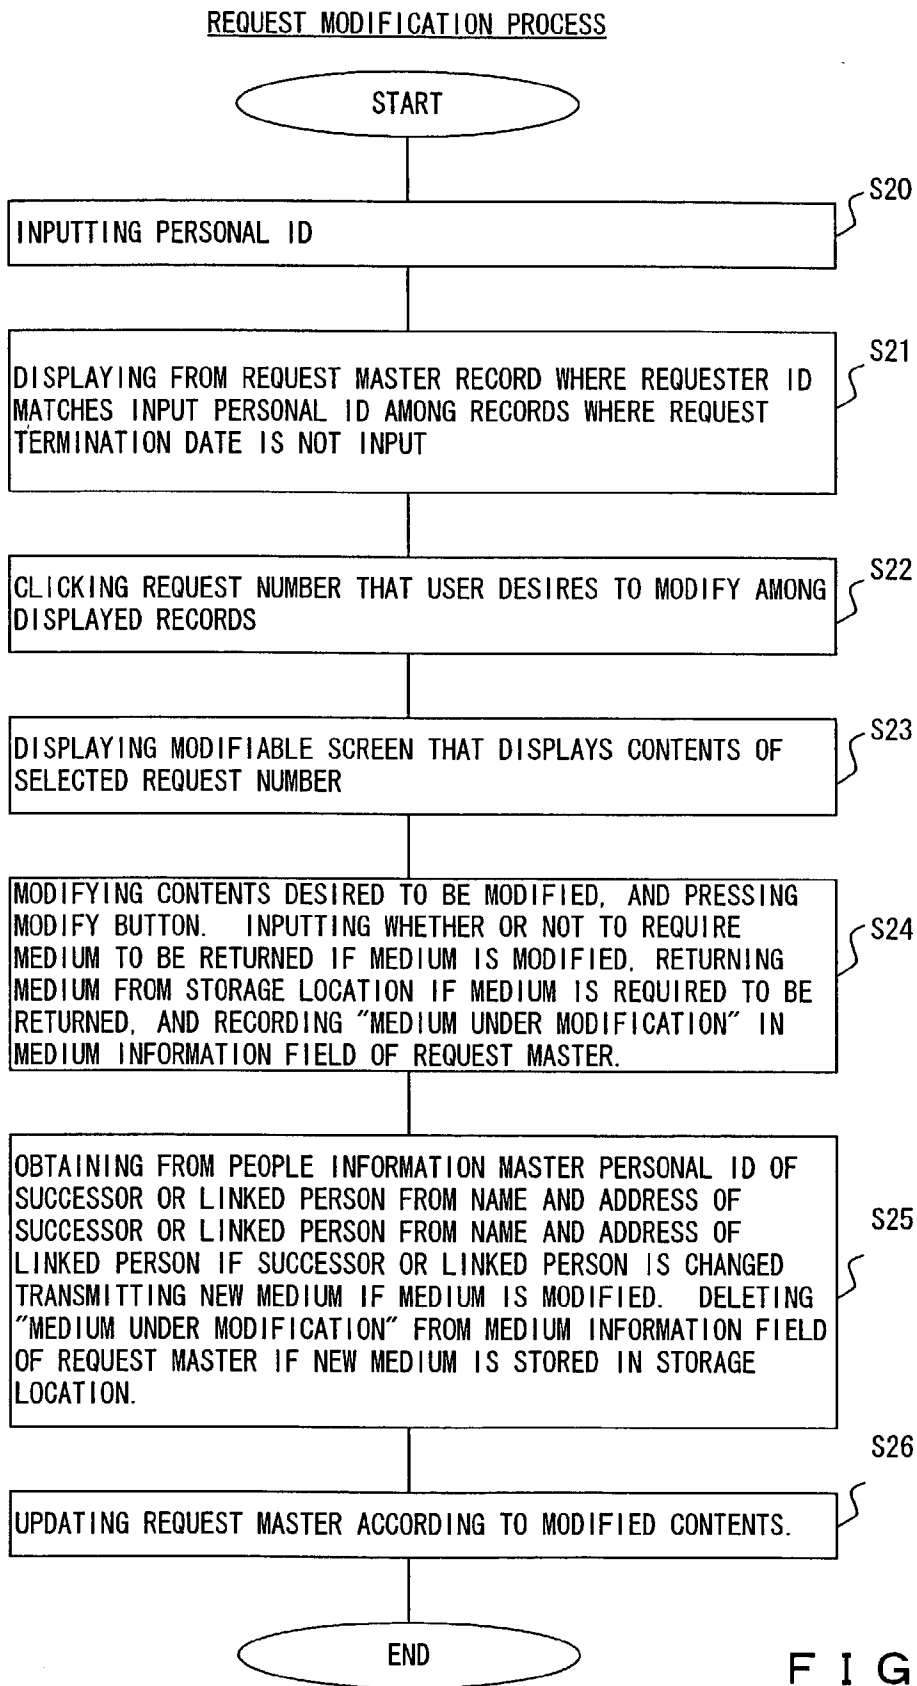 REQUEST MODIFICATION PROCESS
START
S20
INPUTTING PERSONAL ID
S21
DISPLAYING FROM REQUEST MASTER RECORD WHERE REQUESTER ID
MATCHES INPUT PERSONAL ID AMONG RECORDS WHERE REQUEST
TERMINATION DATE IS NOT INPUT
S22
CLICKING REQUEST NUMBER THAT USER DESIRES TO MODIFY AMONG
DISPLAYED RECORDS
S23
DISPLAYING MODIFIABLE SCREEN THAT DISPLAYS CONTENTS OF
SELECTED REQUEST NUMBER
S24
MODIFYING CONTENTS DESIRED TO BE MODIFIED, AND PRESSING
MODIFY BUTTON. INPUTTING WHETHER OR NOT TO REQUIRE
MEDIUM TO BE RETURNED IF MEDIUM IS MODIFIED, RETURNING
MEDIUM FROM STORAGE LOCATION IF MEDIUM IS REQUIRED TO BE
RETURNED, AND RECORDING "MEDIUM UNDER MODIFICATION" IN
MEDIUM INFORMATION FIELD OF REQUEST MASTER.
S25
OBTAINING FROM PEOPLE INFORMATION MASTER PERSONAL ID OF
SUCCESSOR OR LINKED PERSON FROM NAME AND ADDRESS OF
SUCCESSOR OR LINKED PERSON FROM NAME AND ADDRESS OF
LINKED PERSON IF SUCCESSOR OR LINKED PERSON IS CHANGED
TRANSMITTING NEW MEDIUM IF MEDIUM IS MODIFIED. DELETING
"MEDIUM UNDER MODIFICATION" FROM MEDIUM INFORMATION FIELD
OF REQUEST MASTER IF NEW MEDIUM IS STORED IN STORAGE
LOCATION.
S26
UPDATING REQUEST MASTER ACCORDING TO MODIFIED CONTENTS.
END
FIG